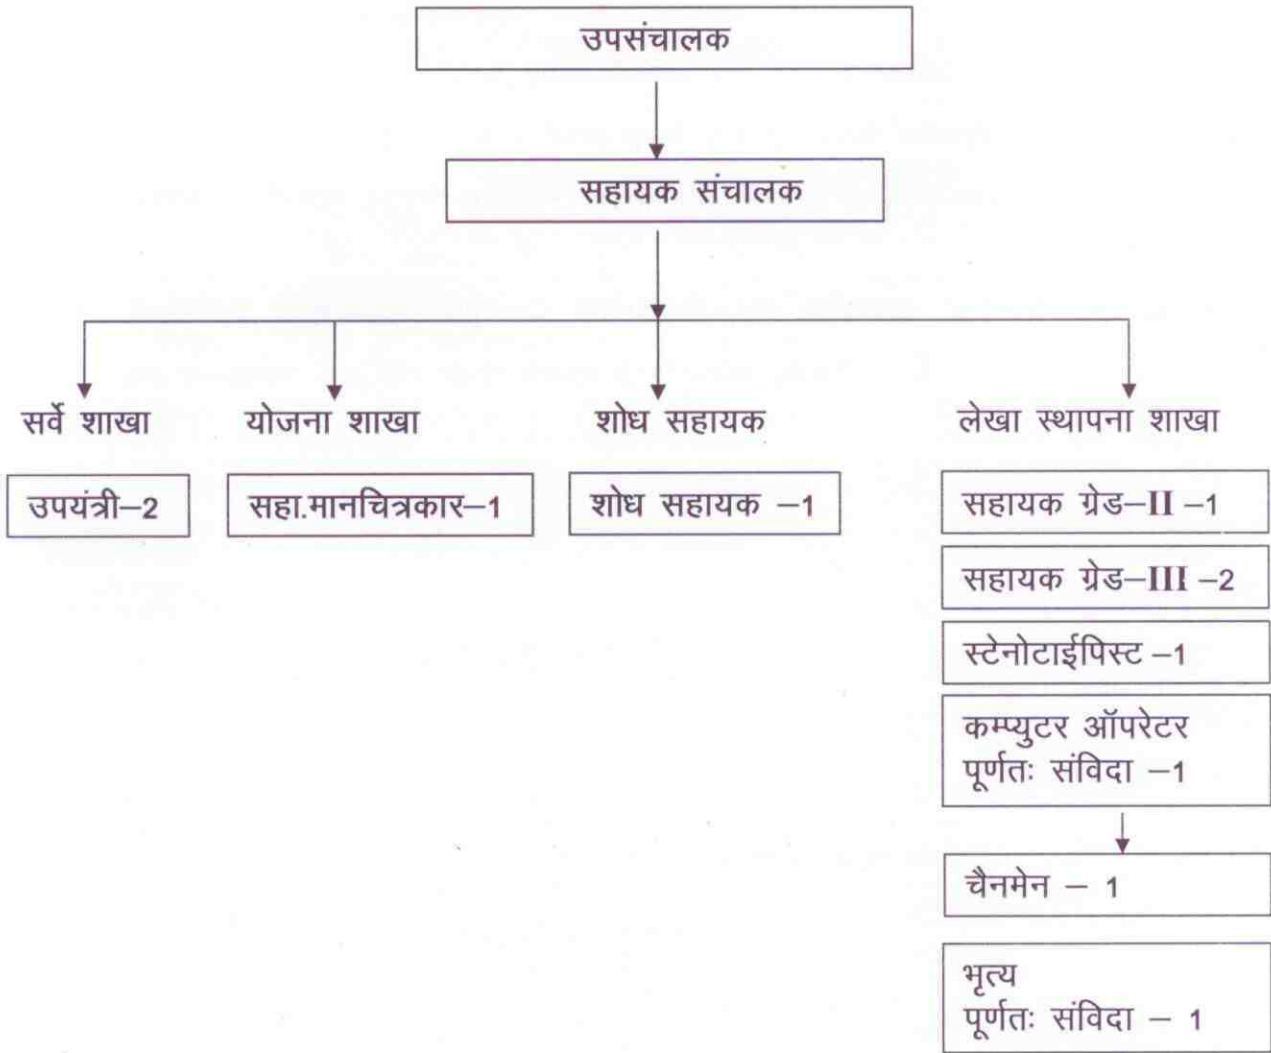 उपसंचालक
सहायक संचालक
सर्वे शाखा
योजना शाखा
शोध सहायक
लेखा स्थापना शाखा
उपयंत्री–2
सहा.मानचित्रकार–1
शोध सहायक –1
सहायक ग्रेड–II –1
सहायक ग्रेड–III –2
स्टेनोटाईपिस्ट –1
कम्प्युटर ऑपरेटर
पूर्णतः संविदा –1
चैनमेन – 1
भृत्य
पूर्णतः संविदा – 1